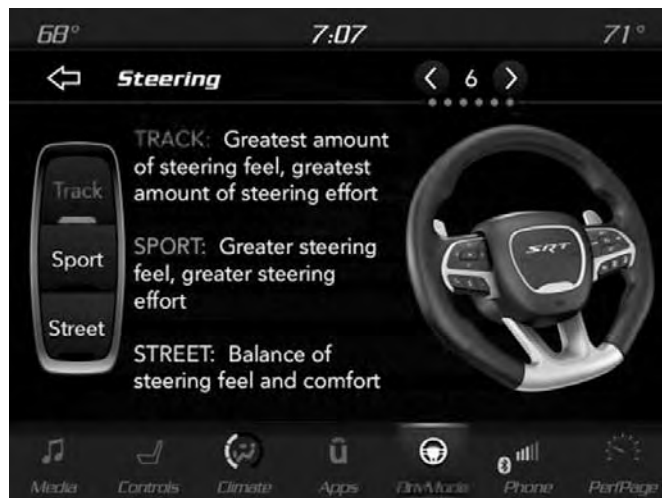 68° 7:07 71°
Steering 6
TRACK: Greatest amount
of steering feel, greatest
amount of steering effort
Track
Sport
SPORT: Greater steering
feel, greater steering
effort
Street
STREET: Balance of
steering feel and comfort
SRT
û
Media Controls Climate Apps DrvMode Phone PerfPage